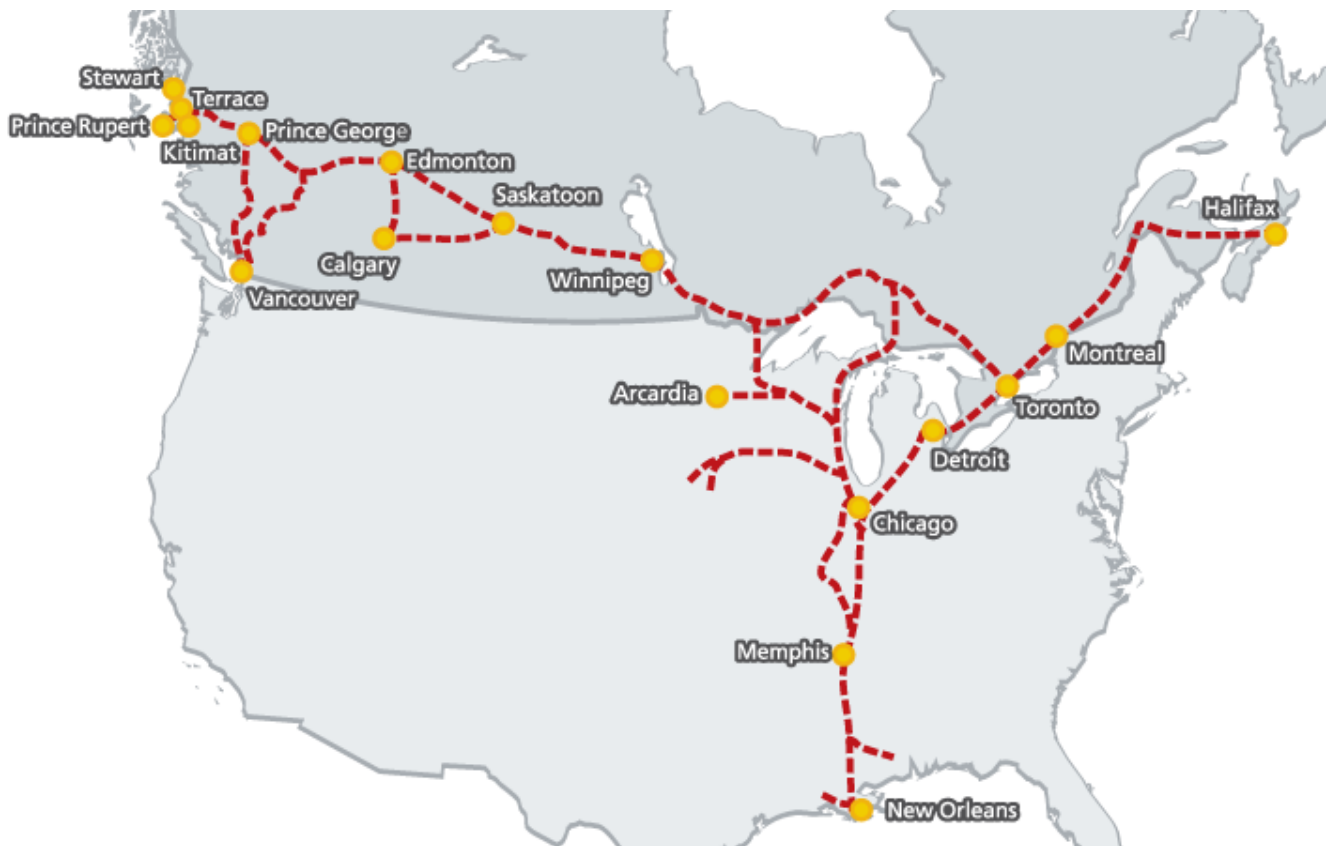 Stewart
Terrace
Prince Rupert
Kitimat
Prince George
Edmonton
Saskatoon
Calgary
Winnipeg
Vancouver
Halifax
Montreal
Toronto
Arcardia
Detroit
Chicago
Memphis
New Orleans